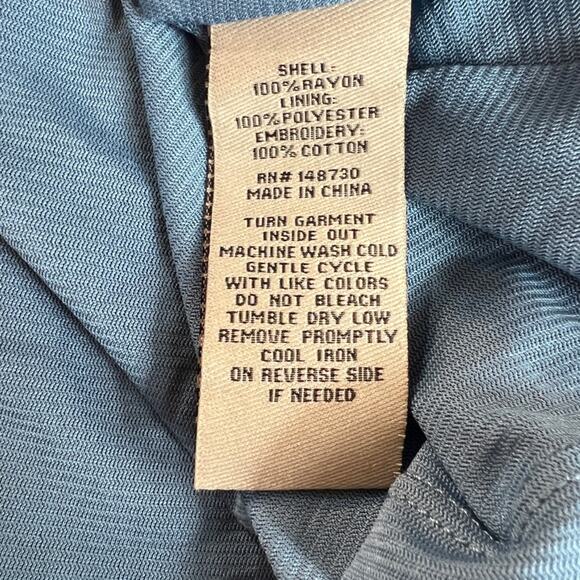 SHELL:
100%RAYON
LINING:
100%POLYESTER
EMBROIDERY:
100% COTTON
RN# 148730
MADE IN CHINA
TURN GARMENT
INSIDE OUT
MACHINE WASH COLD
GENTLE CYCLE
WITH LIKE COLORS
DO NOT BLEACH
TUMBLE DRY LOW
REMOVE PROMPTLY
COOL IRON
ON REVERSE SIDE
IF NEEDED